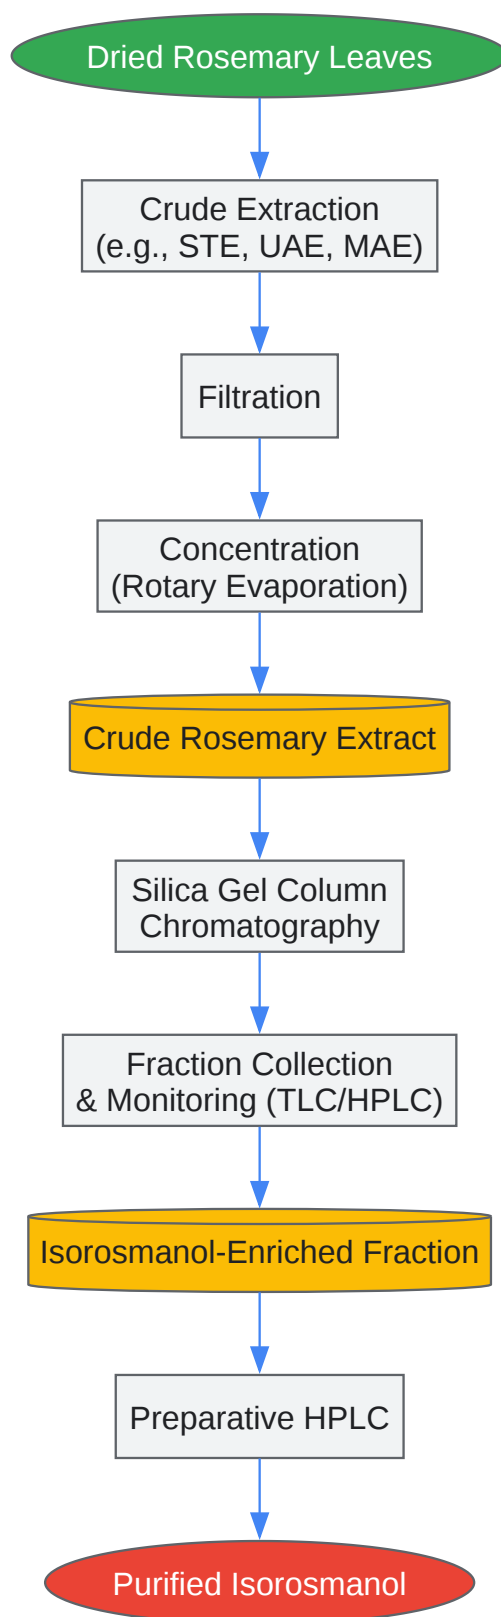 Dried Rosemary Leaves
Crude Extraction
(e.g., STE, UAE, MAE)
Filtration
Concentration
(Rotary Evaporation)
Crude Rosemary Extract
Silica Gel Column
Chromatography
Fraction Collection
& Monitoring (TLC/HPLC)
Isorosmanol-Enriched Fraction
Preparative HPLC
Purified Isorosmanol